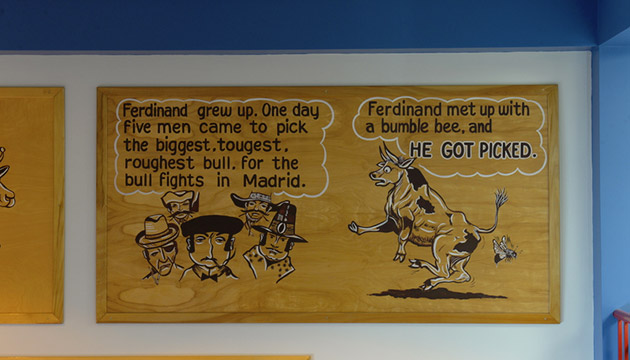 Ferdinand grew up. One day
five men came to pick
the biggest, tougest,
roughest bull, for the
bull fights in Madrid.
Ferdinand met up with
a bumble bee, and
HE GOT PICKED.